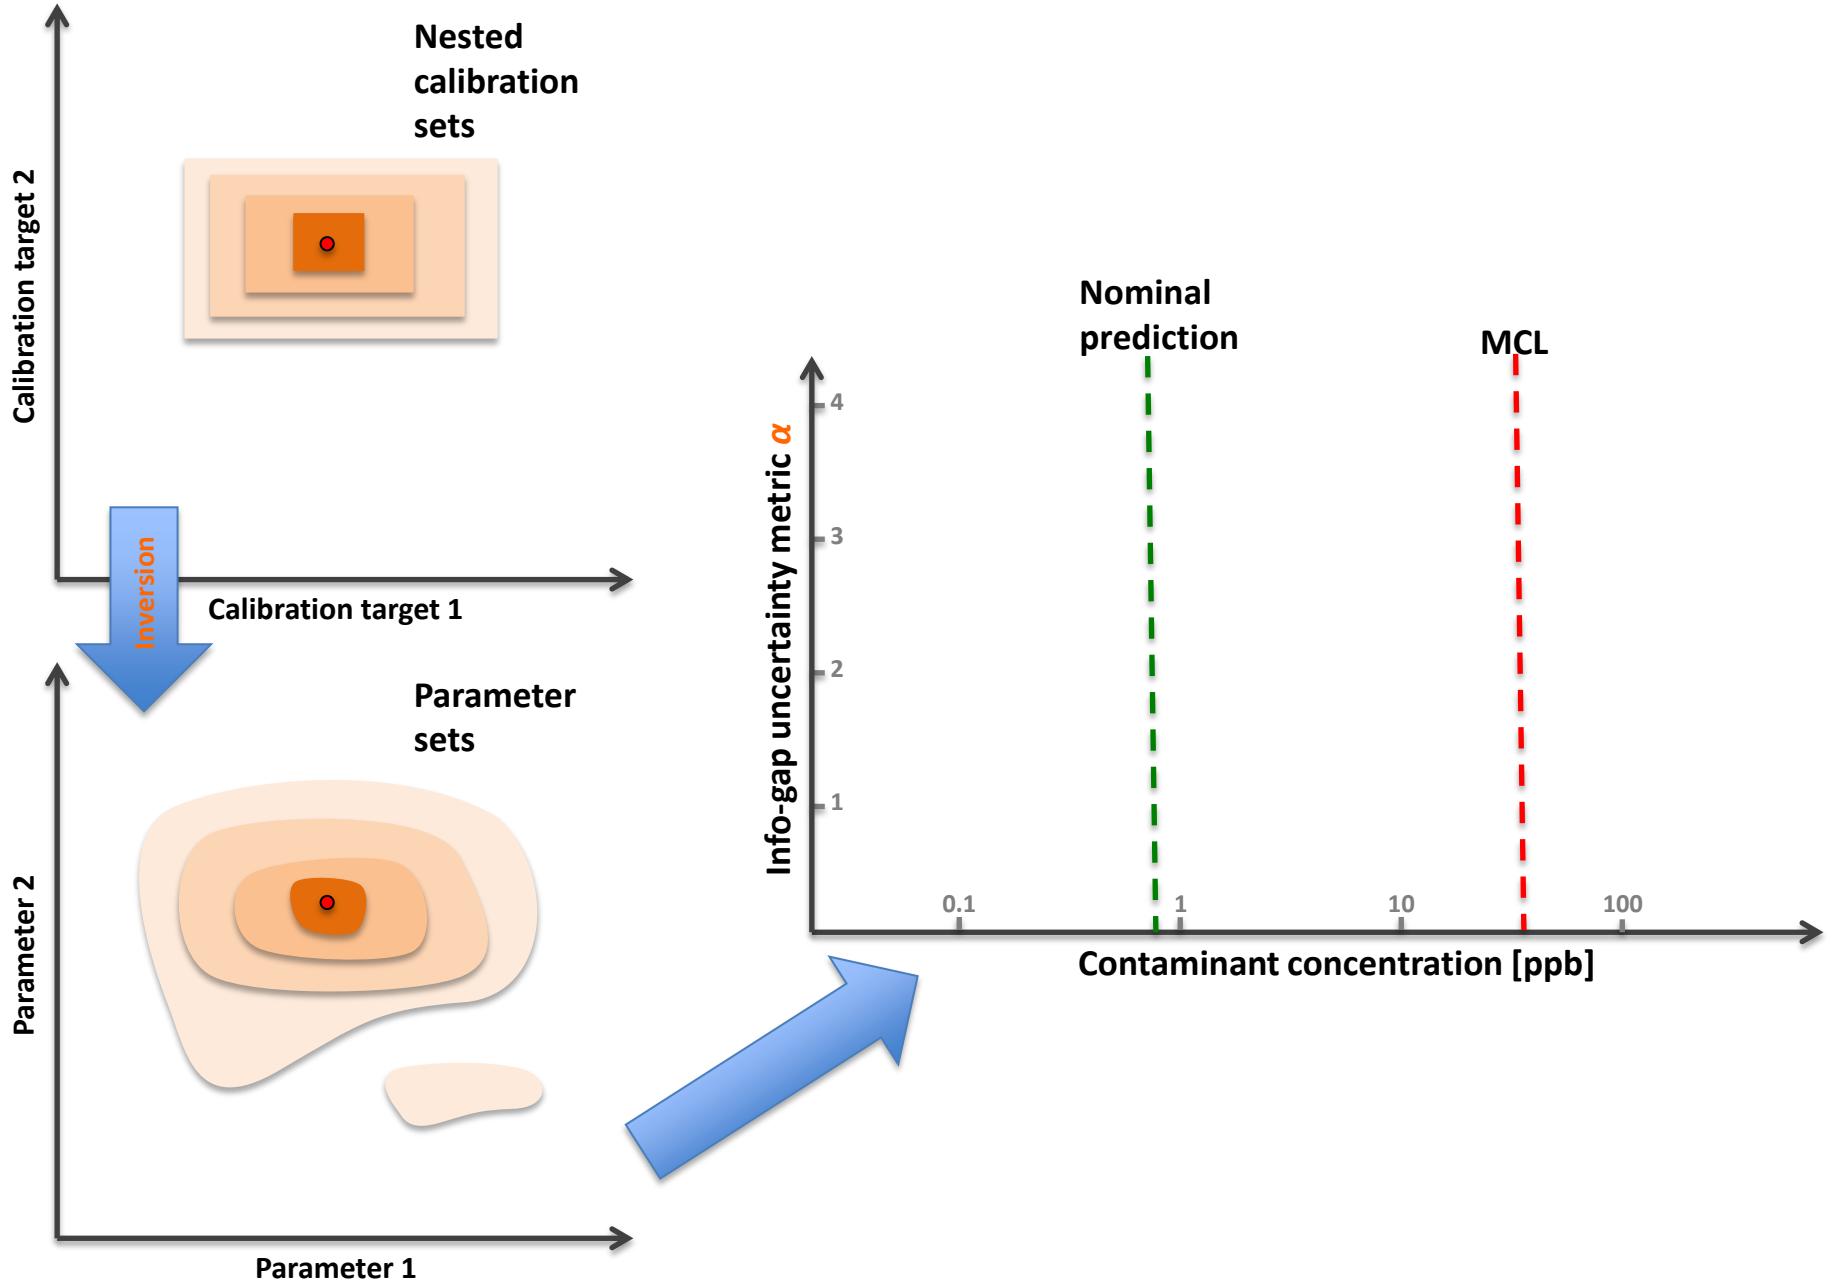 Nested
calibration
sets
Calibration target 2
Calibration target 1
Inversion
Parameter
sets
Parameter 2
Parameter 1
Nominal
prediction
MCL
Info-gap uncertainty metric α
4
3
2
1
0.1
1
10
100
Contaminant concentration [ppb]